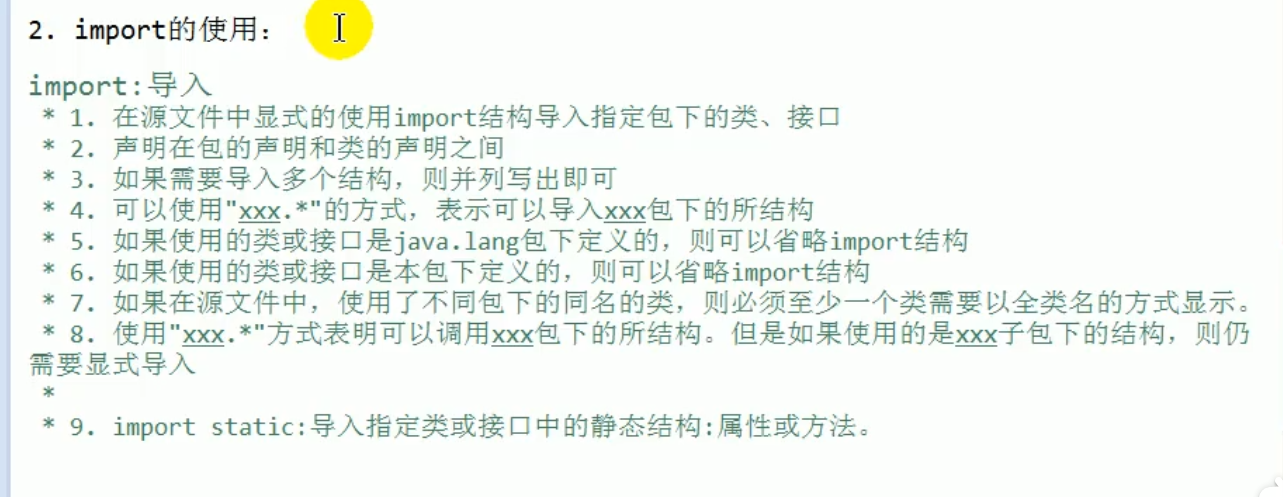 2. import的使用：
import:导入
* 1. 在源文件中显式的使用import结构导入指定包下的类、接口
* 2. 声明在包的声明和类的声明之间
* 3. 如果需要导入多个结构，则并列写出即可
* 4. 可以使用"xxx.*"的方式，表示可以导入xxx包下的所结构
* 5. 如果使用的类或接口是java.lang包下定义的，则可以省略import结构
* 6. 如果使用的类或接口是本包下定义的，则可以省略import结构
* 7. 如果在源文件中，使用了不同包下的同名的类，则必须至少一个类需要以全类名的方式显示。
* 8. 使用"xxx.*"方式表明可以调用xxx包下的所结构。但是如果使用的是xxx子包下的结构，则仍
需要显式导入
*
* 9. import static:导入指定类或接口中的静态结构:属性或方法。